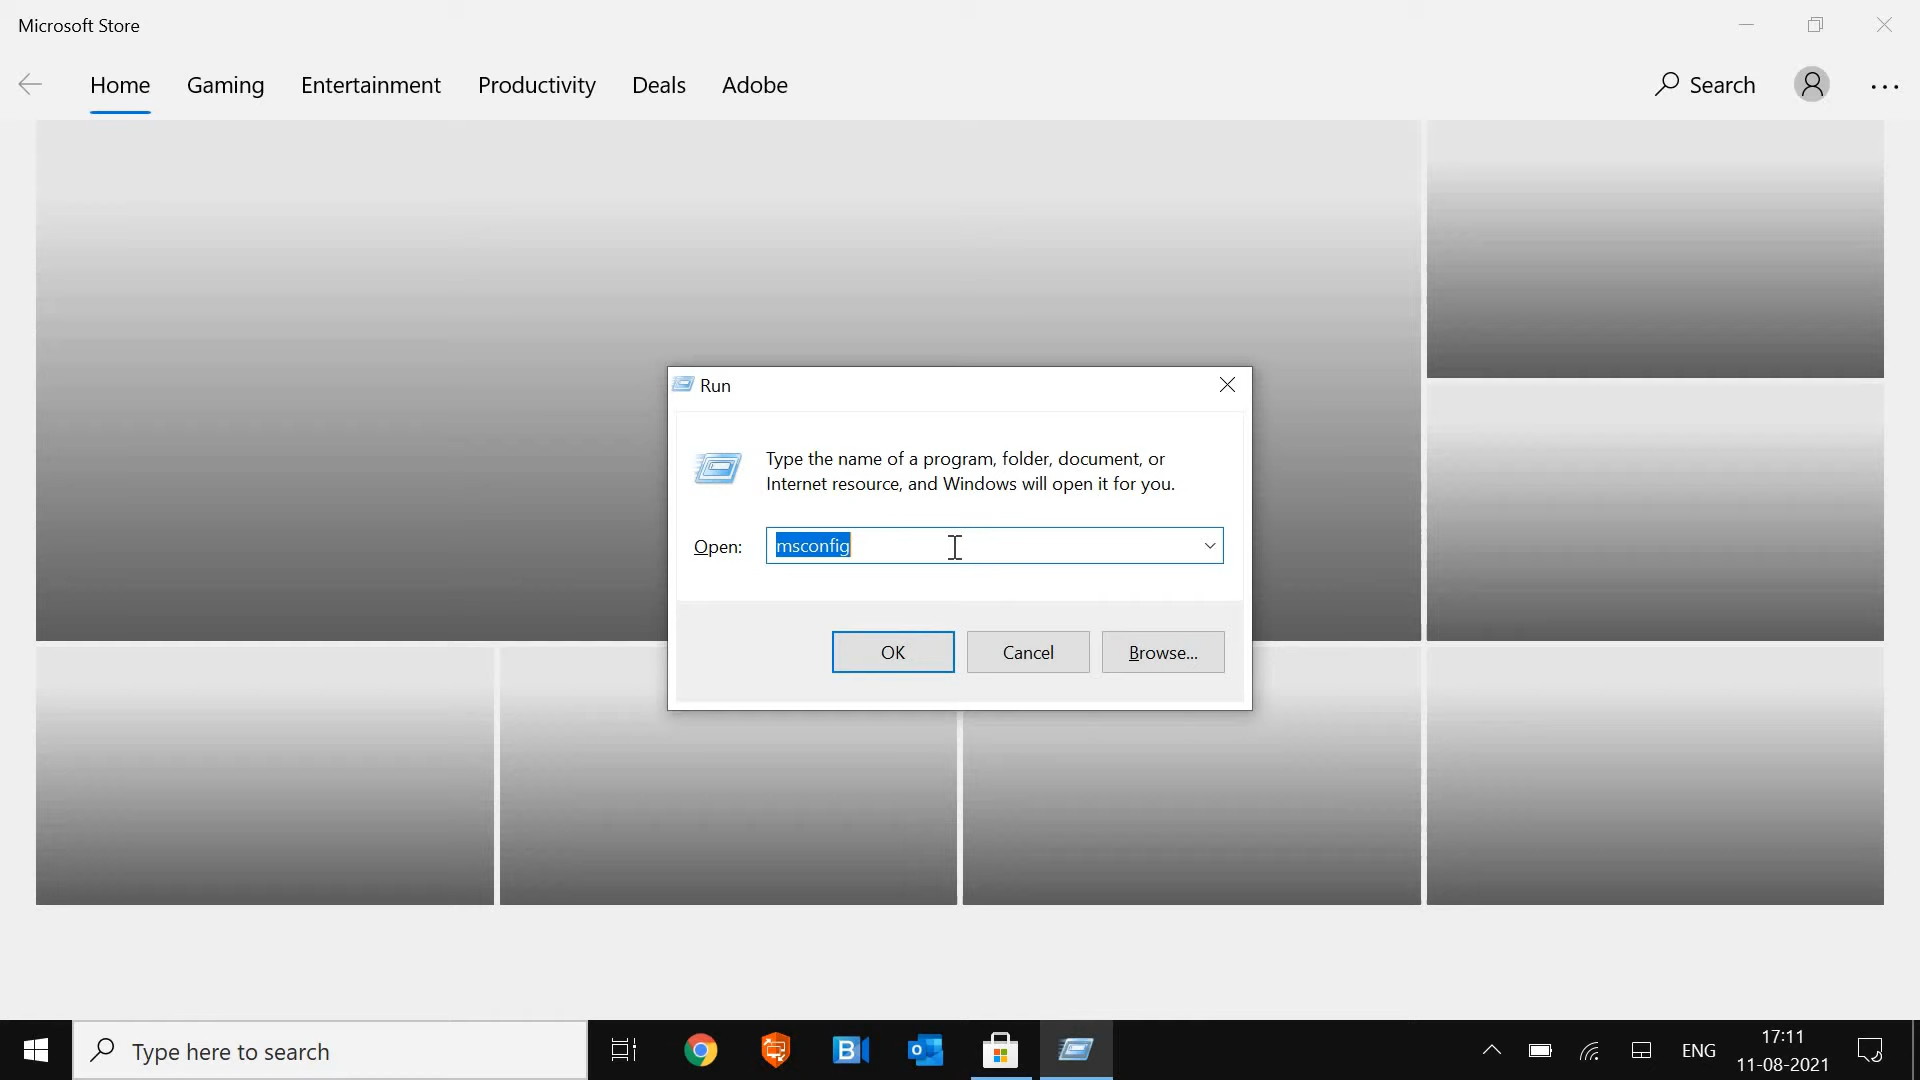 Microsoft Store
Home Gaming Entertainment Productivity Deals Adobe Search ...
Run
Type the name of a program, folder, document, or
Internet resource, and Windows will open it for you.
Open: msconfig
OK Cancel Browse...
Type here to search
B
o
ENG
17:11
11-08-2021